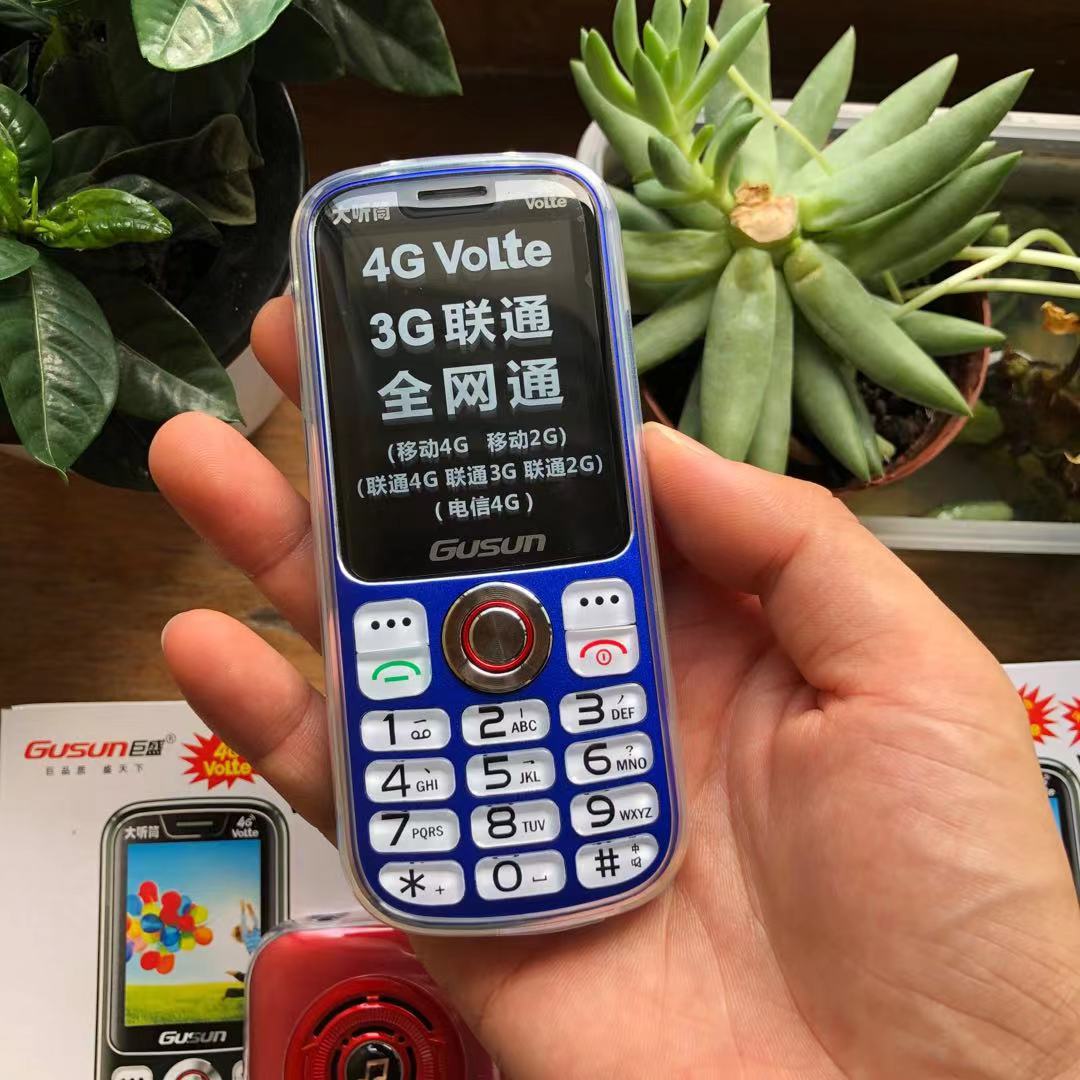 大听筒 VoLte
4G VoLte
3G联通
全网通
(移动4G 移动2G)
(联通4G 联通3G 联通2G)
(电信4G)
GUSUN
1
2 ABC
3 DEF
4 GHI
5 JKL
6 MNO
7 PQRS
8 TUV
9 WXYZ
* +
0
# 中
GUSUN巨盛®
巨品质 盛天下
4G
VoLte
大听筒 4G VoLte
GUSUN